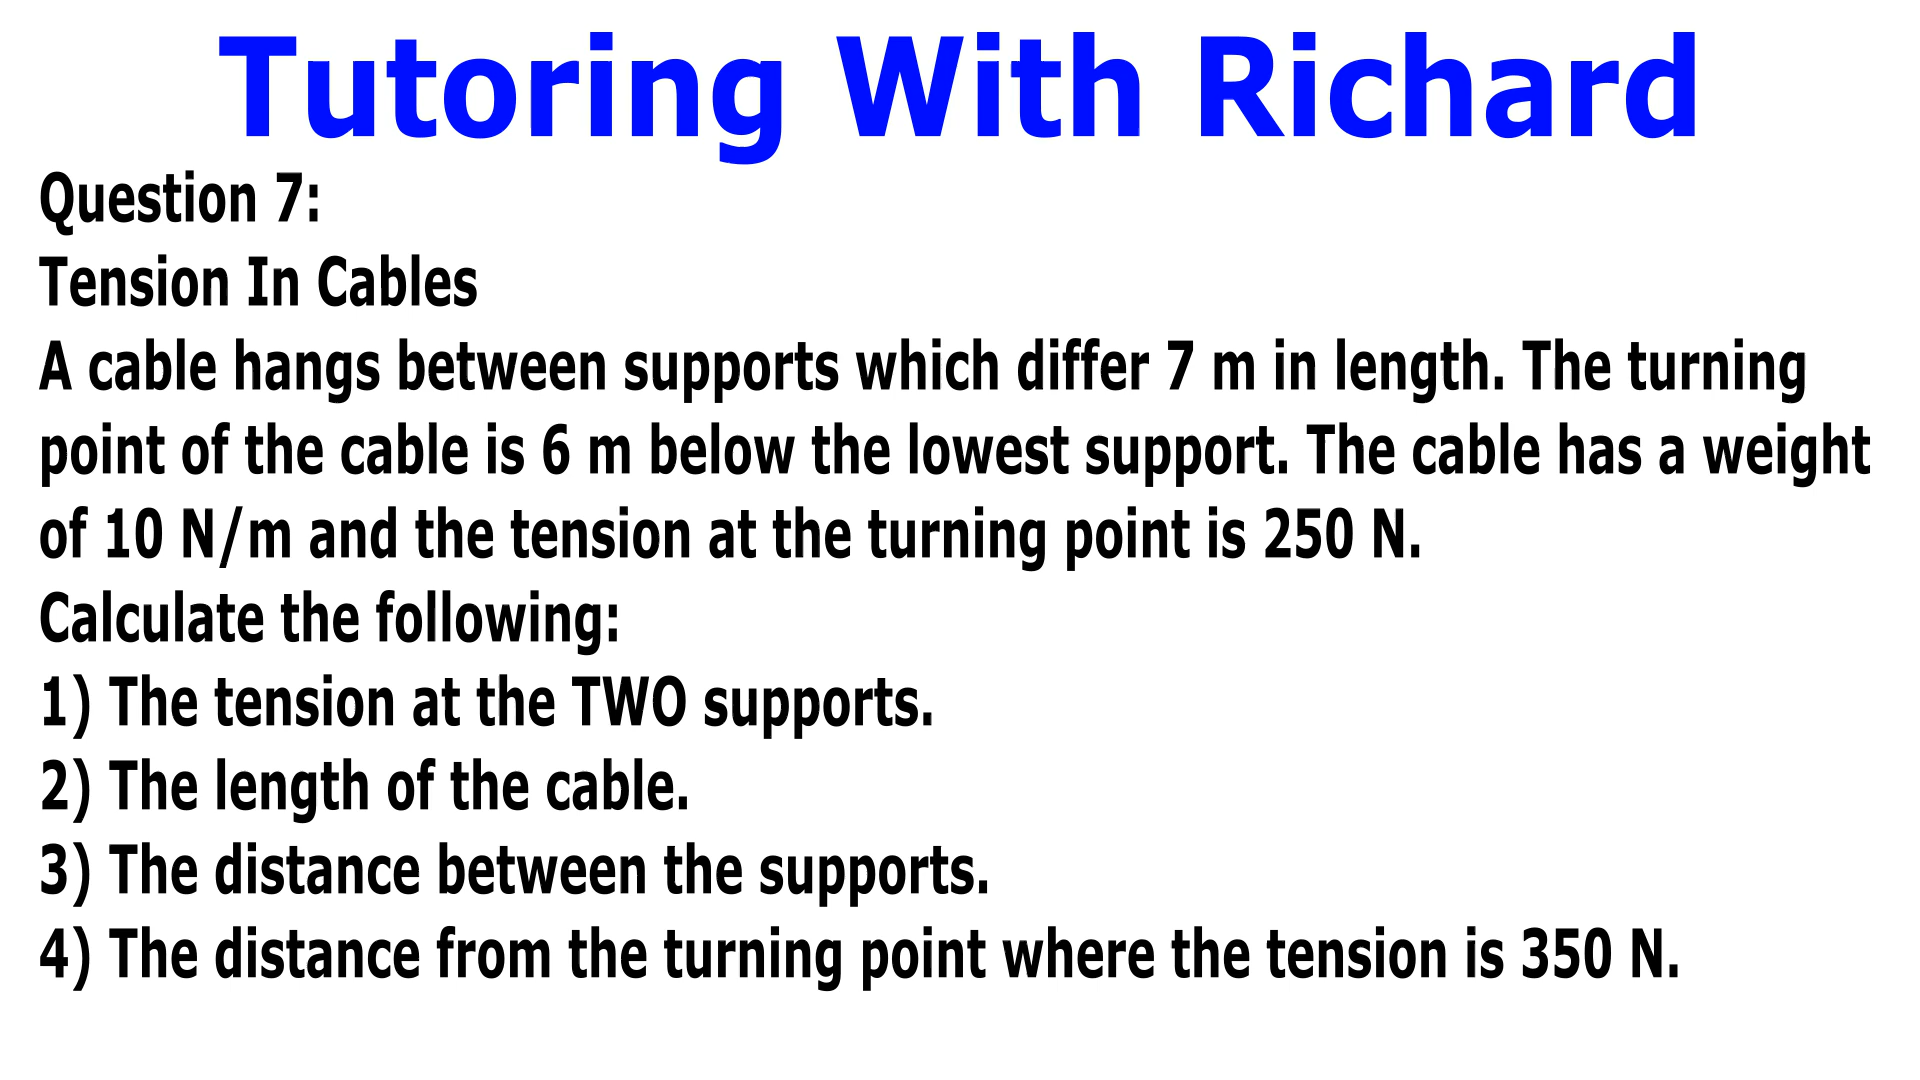 Tutoring With Richard
Question 7:
Tension In Cables
A cable hangs between supports which differ 7 m in length. The turning
point of the cable is 6 m below the lowest support. The cable has a weight
of 10 N/m and the tension at the turning point is 250 N.
Calculate the following:
1) The tension at the TWO supports.
2) The length of the cable.
3) The distance between the supports.
4) The distance from the turning point where the tension is 350 N.